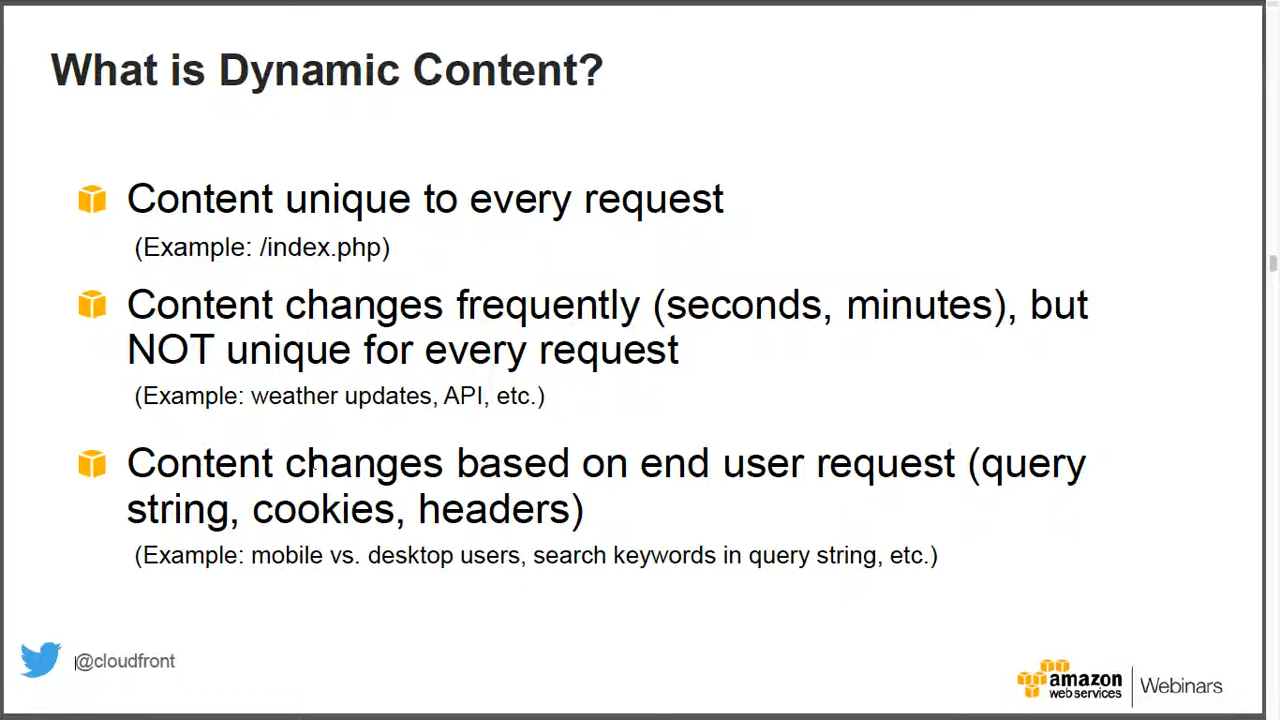 What is Dynamic Content?
Content unique to every request
(Example: /index.php)
Content changes frequently (seconds, minutes), but
NOT unique for every request
(Example: weather updates, API, etc.)
Content changes based on end user request (query
string, cookies, headers)
(Example: mobile vs. desktop users, search keywords in query string, etc.)
@cloudfront
amazon
web services
Webinars